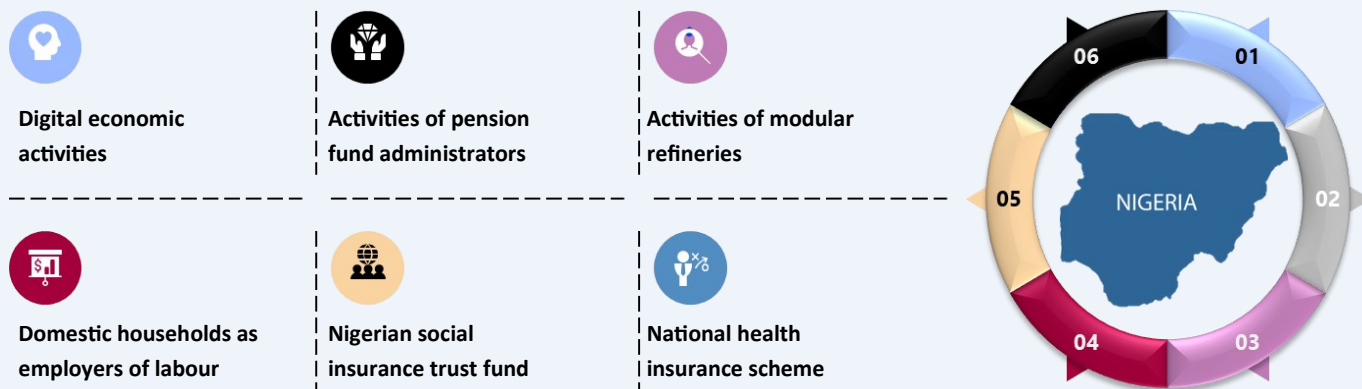 Digital economic
activities
Activities of pension
fund administrators
Activities of modular
refineries
Domestic households as
employers of labour
Nigerian social
insurance trust fund
National health
insurance scheme
06
01
05
NIGERIA
02
04
03
$